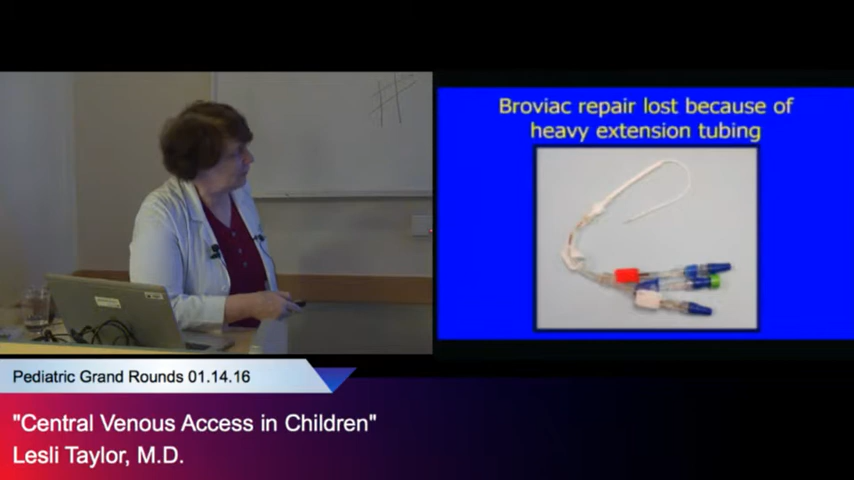 Broviac repair lost because of
heavy extension tubing
Pediatric Grand Rounds 01.14.16
"Central Venous Access in Children"
Lesli Taylor, M.D.